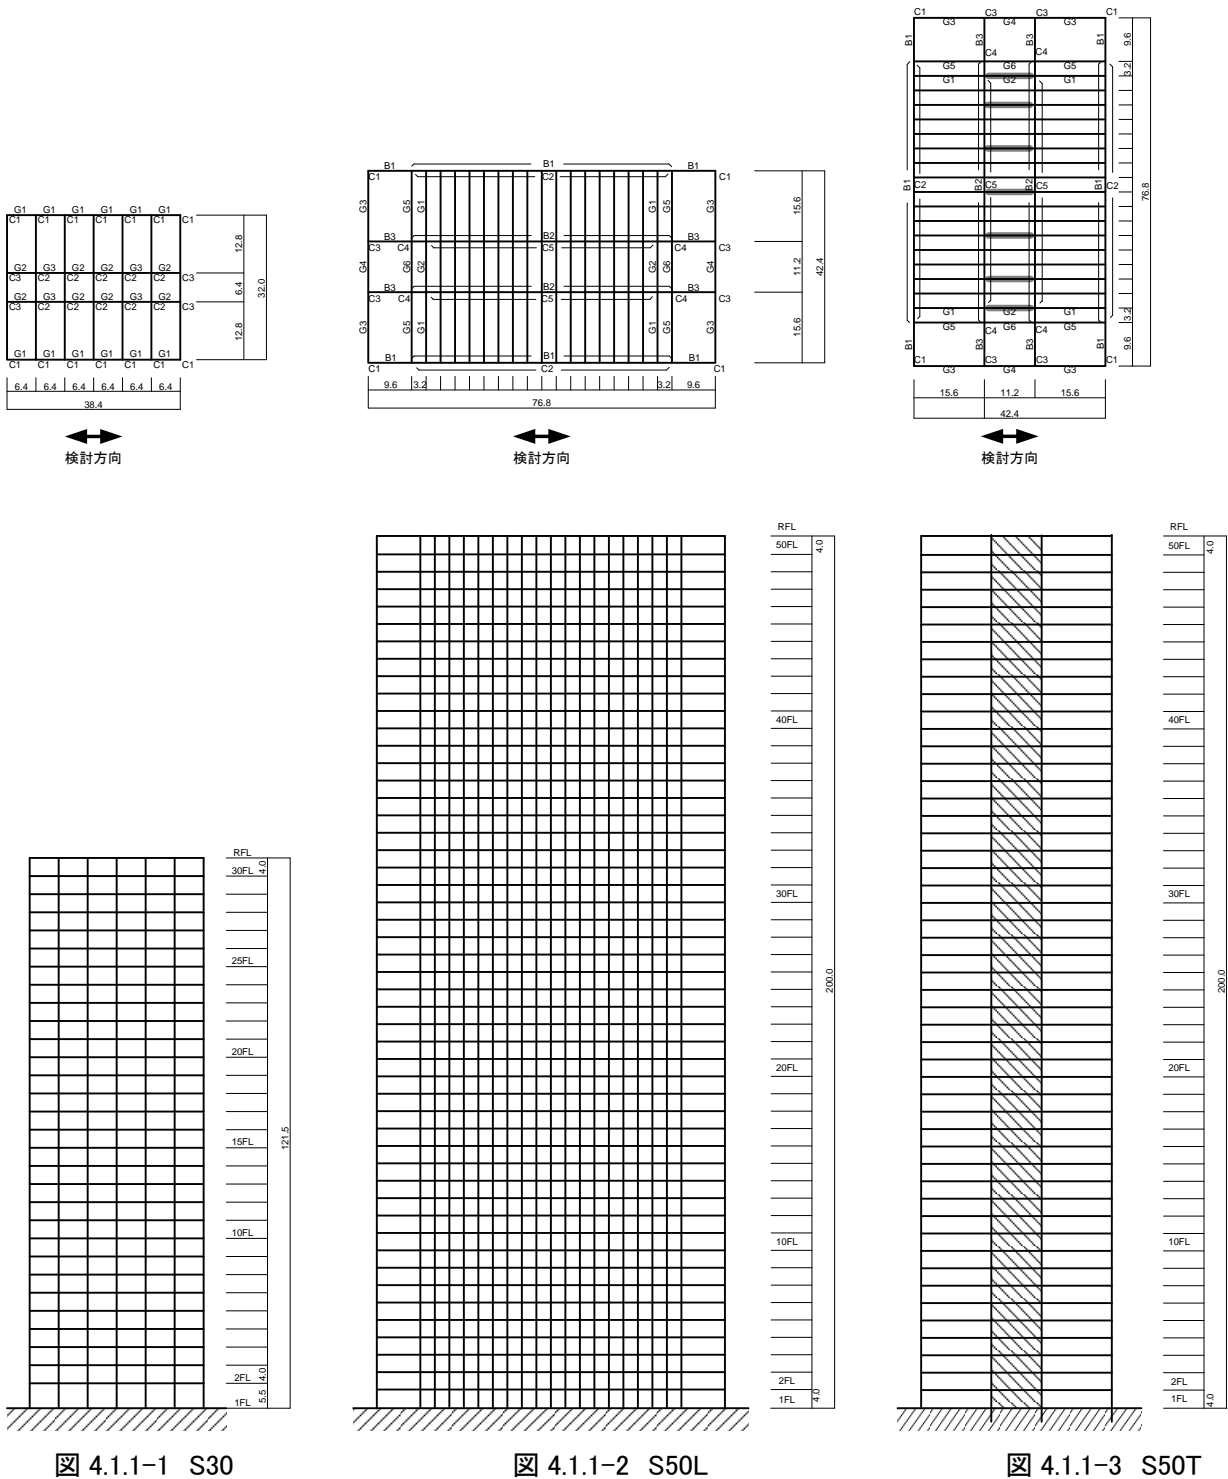 G1 G1 G1 G1 G1 G1
C1 C1 C1 C1 C1 C1 C1
G2 G3 G2 G2 G3 G2
C3 C2 C2 C2 C2 C2 C3
G2 G3 G2 G2 G3 G2
C3 C2 C2 C2 C2 C2 C3
G1 G1 G1 G1 G1 G1
C1 C1 C1 C1 C1 C1 C1
12.8
6.4
12.8
32.0
6.4 6.4 6.4 6.4 6.4 6.4
38.4
検討方向
B1 B1 B1
C1 C2 C1
G3 G5 G1 G1 G5 G3
B3 B2 B3
C3 C4 C5 C4 C3
G4 G6 G2 G2 G6 G4
B3 B2 B3
C3 C4 C5 C4 C3
G3 G5 G1 G1 G5 G3
B1 B1 B1
C1 C2 C1
15.6
11.2
15.6
42.4
9.6 3.2 3.2 9.6
76.8
検討方向
C1 C3 C3 C1
G3 G4 G3
B1 B3 B3 B1
C4 C4
G5 G6 G5
G1 G2 G1
B1 B2 B2 B1
C2 C5 C5 C2
G1 G2 G1
G5 G6 G5
C4 C4
B1 B3 B3 B1
C1 C3 C3 C1
G3 G4 G3
9.6
3.2
3.2
9.6
76.8
15.6 11.2 15.6
42.4
検討方向
RFL
30FL
25FL
20FL
15FL
10FL
2FL
1FL
4.0
4.0
5.5
121.5
RFL
50FL
40FL
30FL
20FL
10FL
2FL
1FL
4.0
4.0
200.0
RFL
50FL
40FL
30FL
20FL
10FL
2FL
1FL
4.0
4.0
200.0
図 4.1.1-1 S30
図 4.1.1-2 S50L
図 4.1.1-3 S50T